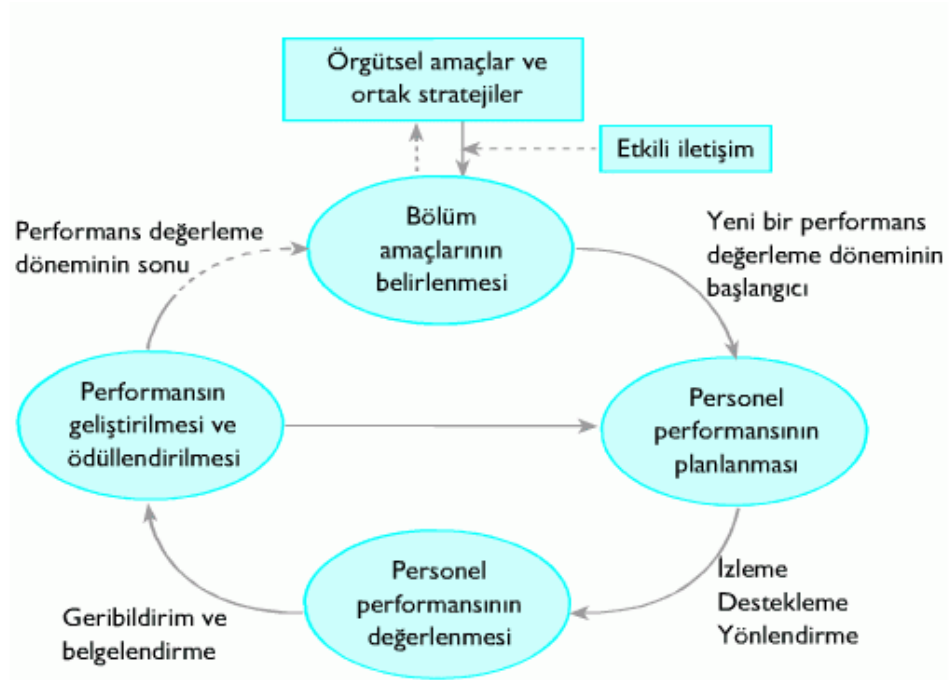 Örgütsel amaçlar ve
ortak stratejiler
Etkili iletişim
Bölüm
amaçlarının
belirlenmesi
Performans değerleme
döneminin sonu
Yeni bir performans
değerleme döneminin
başlangıcı
Performansın
geliştirilmesi ve
ödüllendirilmesi
Personel
performansının
planlanması
Personel
performansının
değerlenmesi
İzleme
Destekleme
Yönlendirme
Geribildirim ve
belgelendirme